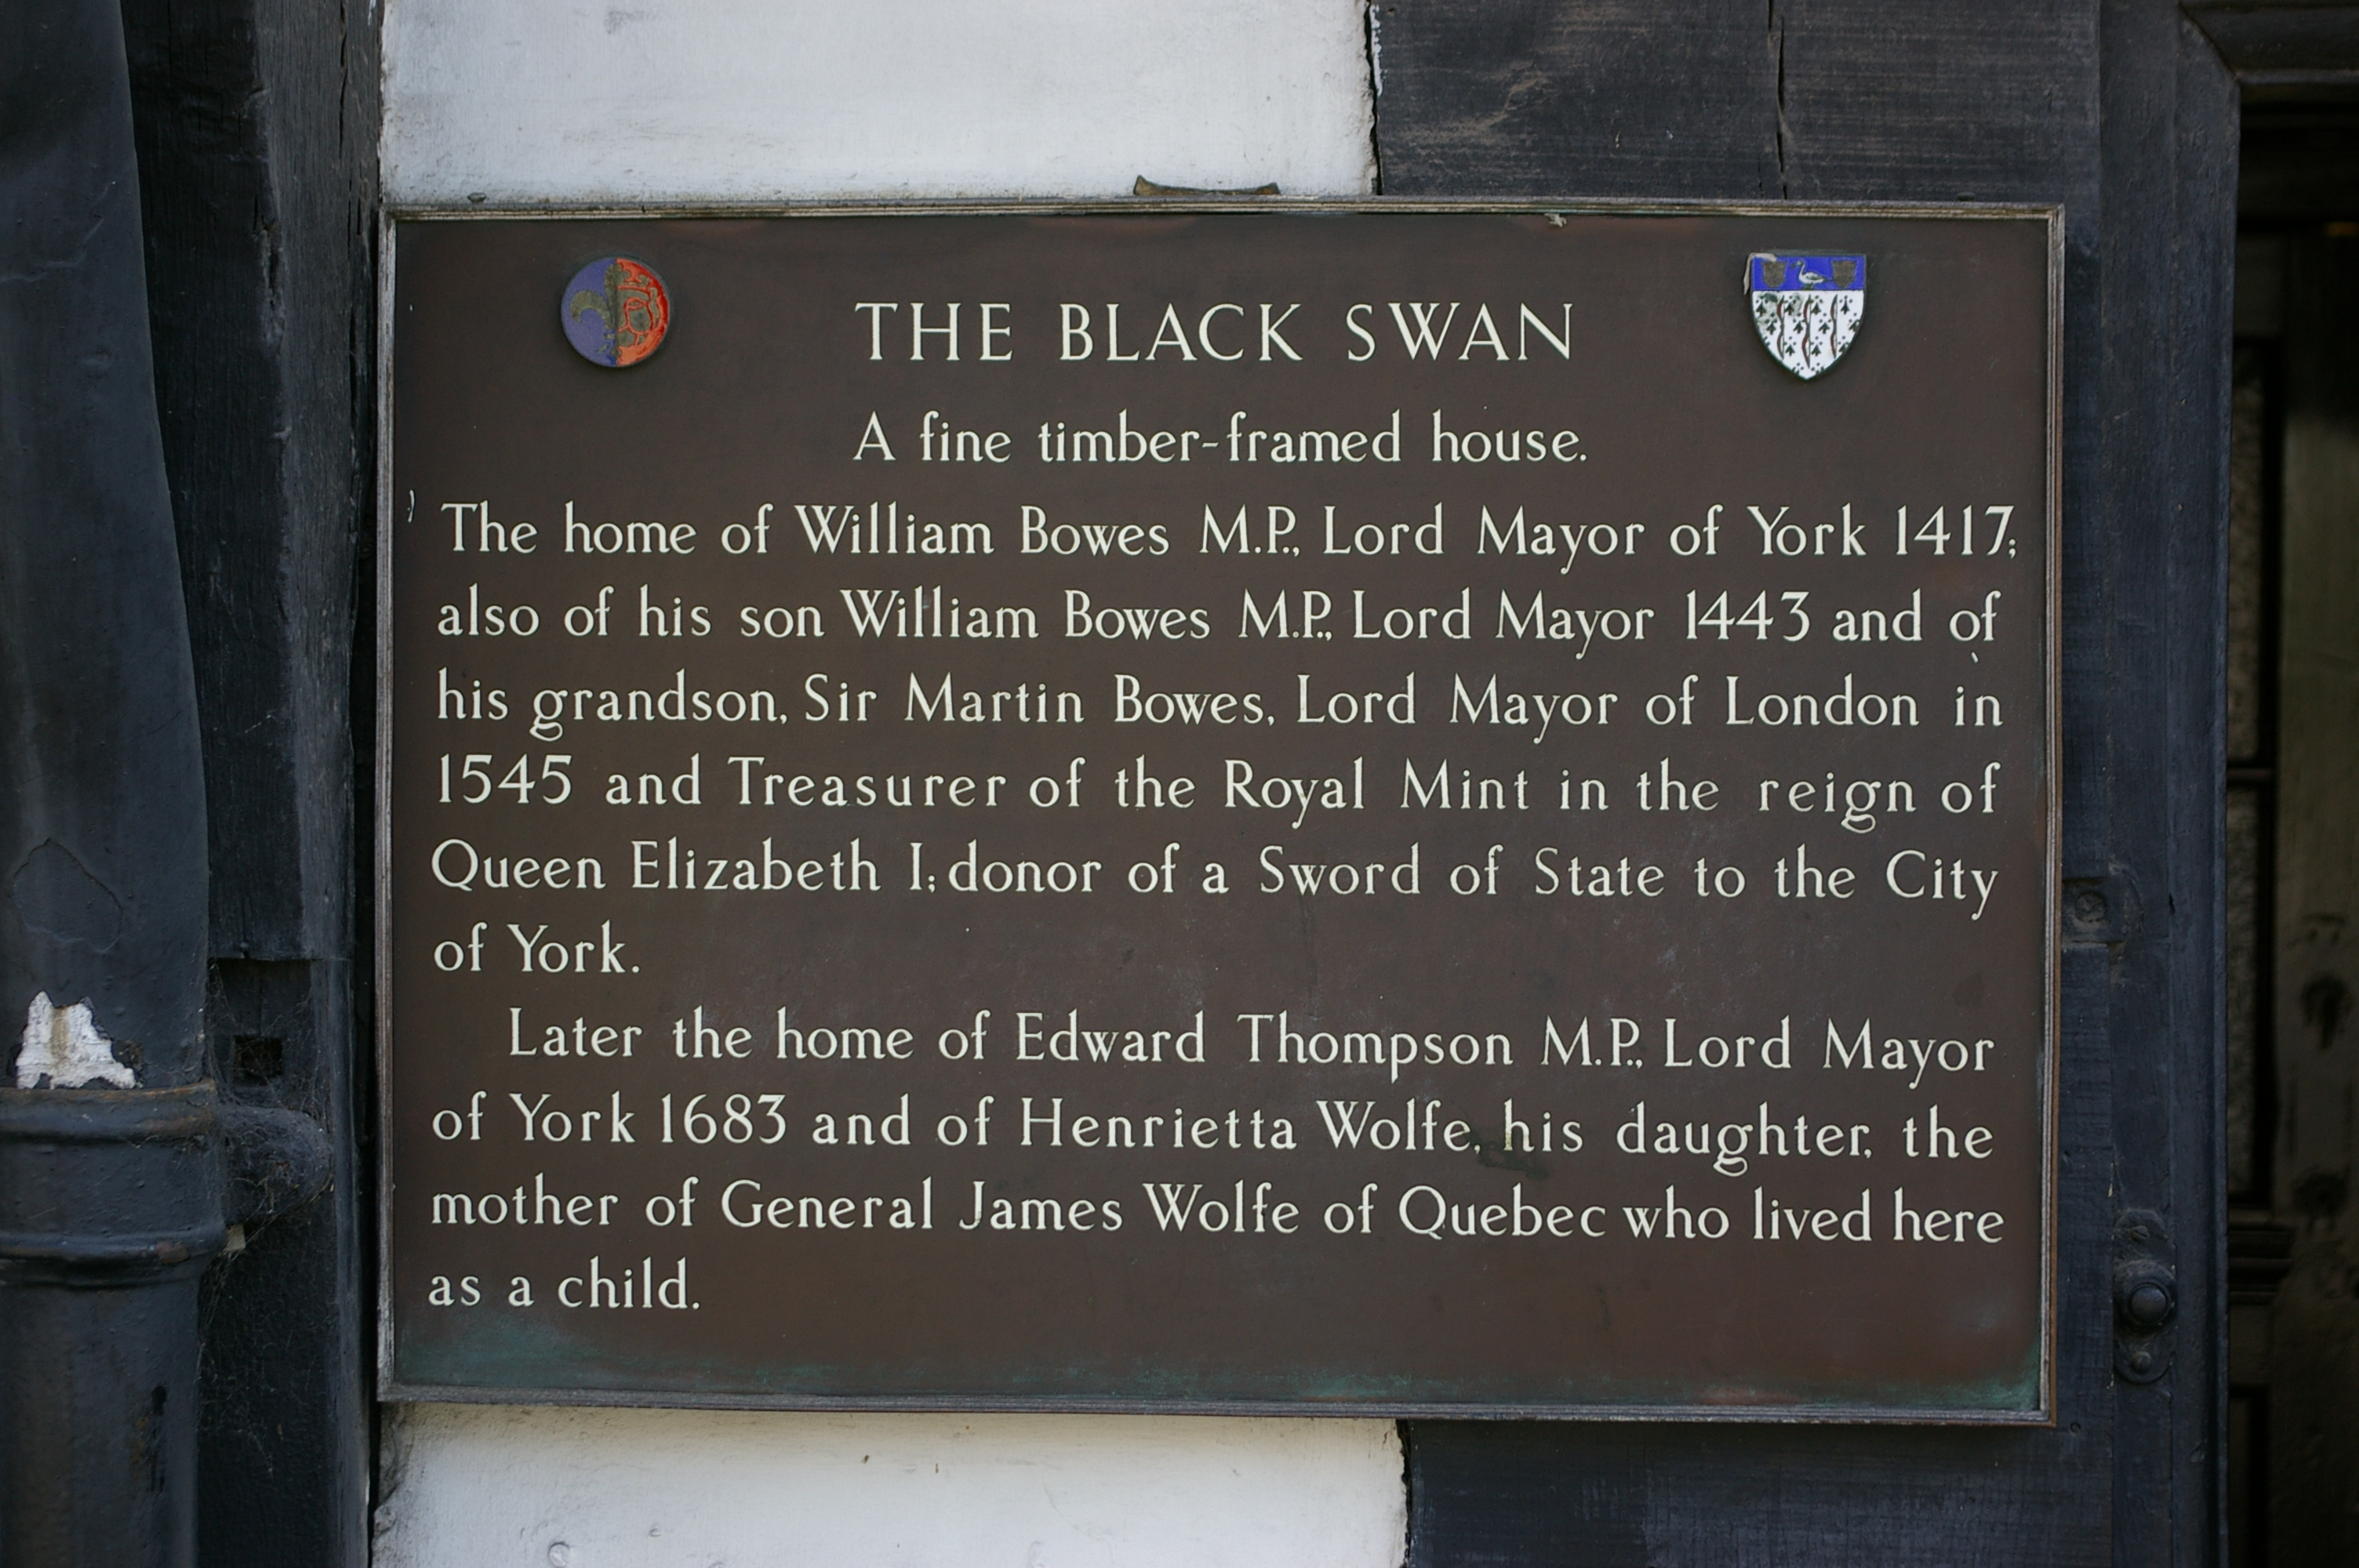 THE BLACK SWAN
A fine timber-framed house.
The home of William Bowes M.P., Lord Mayor of York 1417;
also of his son William Bowes M.P., Lord Mayor 1443 and of
his grandson, Sir Martin Bowes, Lord Mayor of London in
1545 and Treasurer of the Royal Mint in the reign of
Queen Elizabeth I; donor of a Sword of State to the City
of York.
Later the home of Edward Thompson M.P., Lord Mayor
of York 1683 and of Henrietta Wolfe, his daughter, the
mother of General James Wolfe of Quebec who lived here
as a child.